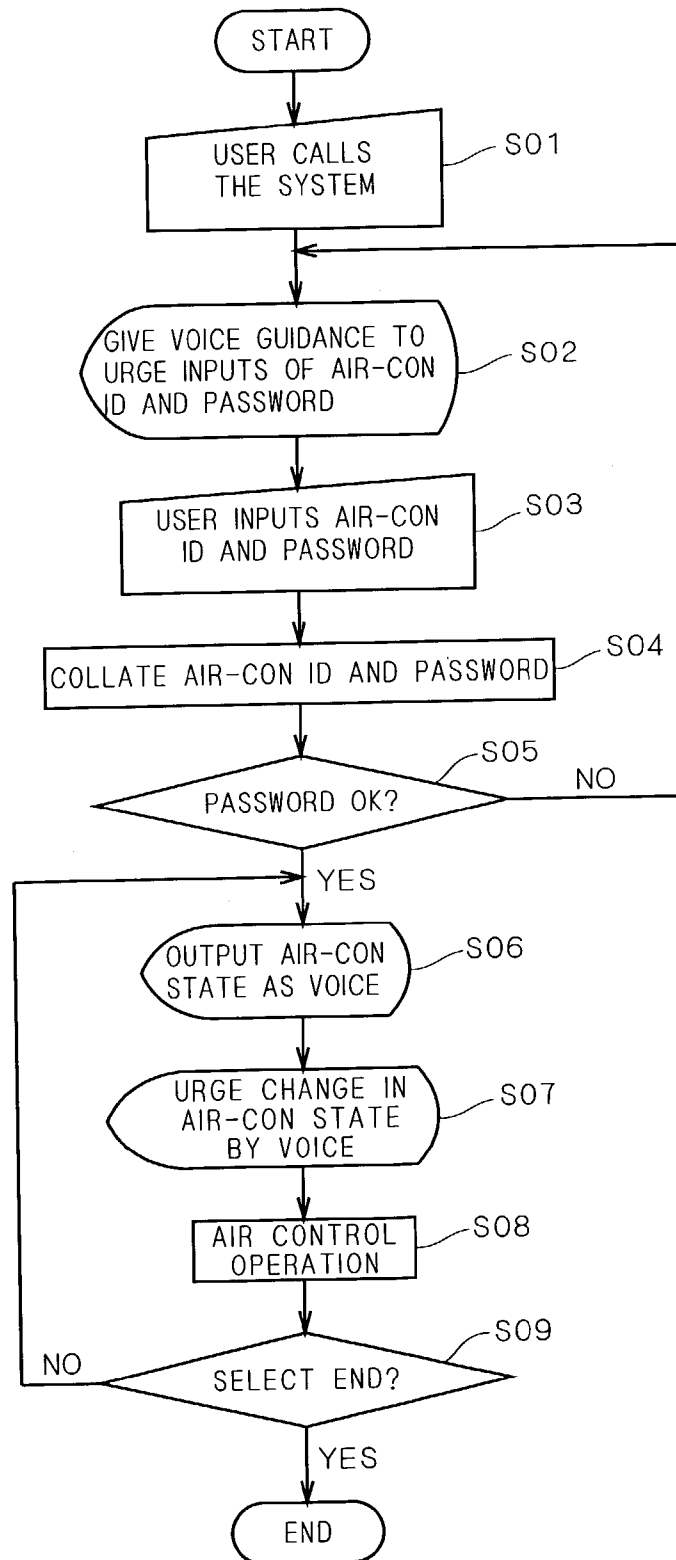 START
USER CALLS
THE SYSTEM
S01
GIVE VOICE GUIDANCE TO
URGE INPUTS OF AIR-CON
ID AND PASSWORD
S02
USER INPUTS AIR-CON
ID AND PASSWORD
S03
COLLATE AIR-CON ID AND PASSWORD
S04
PASSWORD OK?
S05
NO
YES
OUTPUT AIR-CON
STATE AS VOICE
S06
URGE CHANGE IN
AIR-CON STATE
BY VOICE
S07
AIR CONTROL
OPERATION
S08
SELECT END?
S09
NO
YES
END